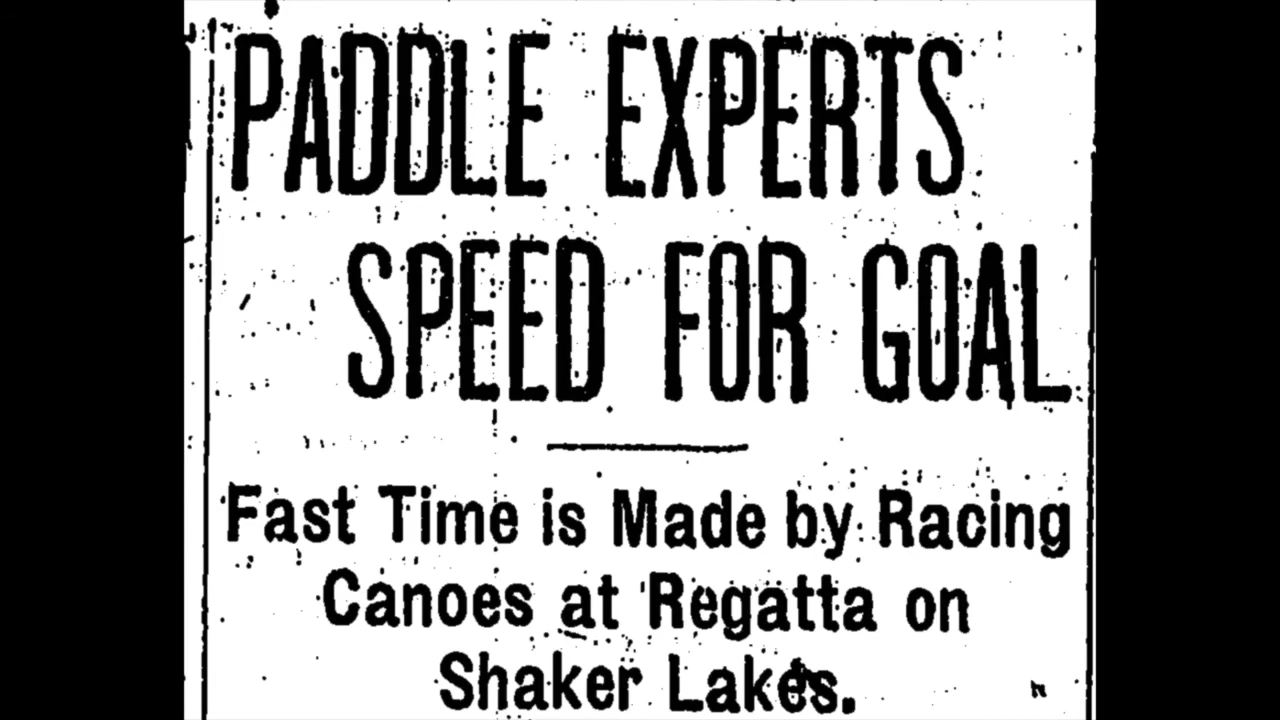 PADDLE EXPERTS
SPEED FOR GOAL
Fast Time is Made by Racing
Canoes at Regatta on
Shaker Lakes.